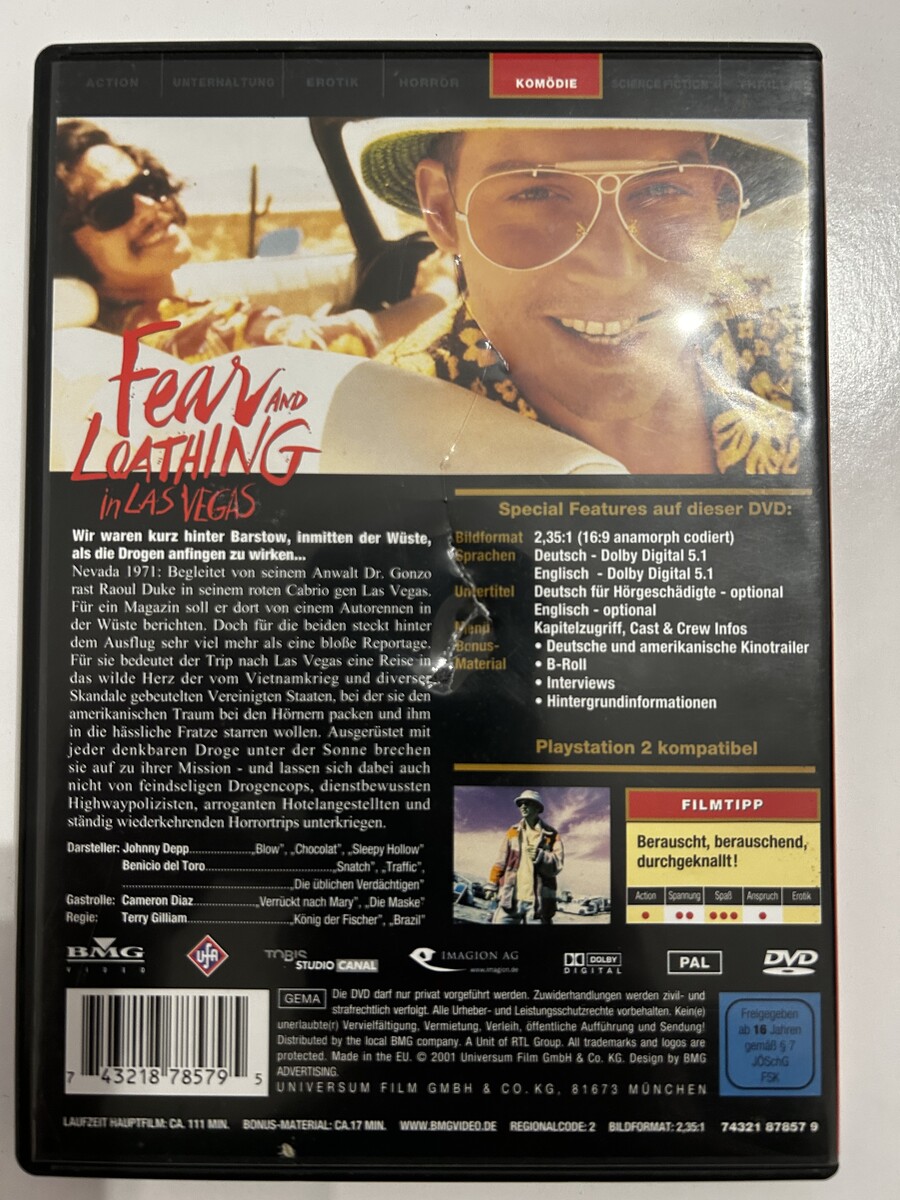 ACTION UNTERHALTUNG EROTIK HORROR KOMÖDIE SCIENCE FICTION THRILLER
Fear AND
LOATHING
in LAS VEGAS
Wir waren kurz hinter Barstow, inmitten der Wüste,
als die Drogen anfingen zu wirken...
Nevada 1971: Begleitet von seinem Anwalt Dr. Gonzo
rast Raoul Duke in seinem roten Cabrio gen Las Vegas.
Für ein Magazin soll er dort von einem Autorennen in
der Wüste berichten. Doch für die beiden steckt hinter
dem Ausflug sehr viel mehr als eine bloße Reportage.
Für sie bedeutet der Trip nach Las Vegas eine Reise in
das wilde Herz der vom Vietnamkrieg und diverser
Skandale gebeutelten Vereinigten Staaten, bei der sie den
amerikanischen Traum bei den Hörnern packen und ihm
in die hässliche Fratze starren wollen. Ausgerüstet mit
jeder denkbaren Droge unter der Sonne brechen
sie auf zu ihrer Mission - und lassen sich dabei auch
nicht von feindseligen Drogencops, dienstbewussten
Highwaypolizisten, arroganten Hotelangestellten und
ständig wiederkehrenden Horrortrips unterkriegen.
Darsteller: Johnny Depp....................„Blow", „Chocolat", „Sleepy Hollow"
Benicio del Toro....................„Snatch", „Traffic",
....................„Die üblichen Verdächtigen"
Gastrolle: Cameron Diaz....................„Verrückt nach Mary", „Die Maske"
Regie: Terry Gilliam....................„König der Fischer", „Brazil"
Special Features auf dieser DVD:
Bildformat 2,35:1 (16:9 anamorph codiert)
Sprachen Deutsch - Dolby Digital 5.1
Englisch - Dolby Digital 5.1
Untertitel Deutsch für Hörgeschädigte - optional
Englisch - optional
Menü Kapitelzugriff, Cast & Crew Infos
Bonus- • Deutsche und amerikanische Kinotrailer
Material • B-Roll
• Interviews
• Hintergrundinformationen
Playstation 2 kompatibel
FILMTIPP
Berauscht, berauschend,
durchgeknallt!
Action Spannung Spaß Anspruch Erotik
BMG VIDEO
UFA
TOBIS STUDIO CANAL
IMAGION AG
www.imagion.de
DOLBY DIGITAL
PAL
DVD
7 43218 78579 5
GEMA Die DVD darf nur privat vorgeführt werden. Zuwiderhandlungen werden zivil- und
strafrechtlich verfolgt. Alle Urheber- und Leistungsschutzrechte vorbehalten. Kein(e)
unerlaubte(r) Vervielfältigung, Vermietung, Verleih, öffentliche Aufführung und Sendung!
Distributed by the local BMG company. A Unit of RTL Group. All trademarks and logos are
protected. Made in the EU. © 2001 Universum Film GmbH & Co. KG. Design by BMG
ADVERTISING.
UNIVERSUM FILM GMBH & CO. KG, 81673 MÜNCHEN
Freigegeben
ab 16 Jahren
gemäß § 7
JÖSchG
FSK
LAUFZEIT HAUPTFILM: CA. 111 MIN. BONUS-MATERIAL: CA. 17 MIN. WWW.BMGVIDEO.DE REGIONALCODE: 2 BILDFORMAT: 2,35:1 74321 87857 9